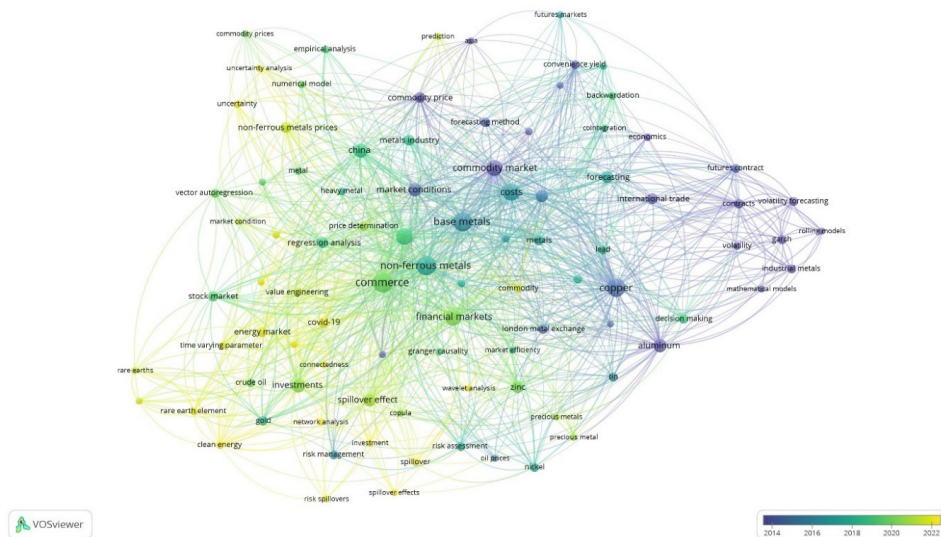 futures markets
commodity prices
prediction
asia
empirical analysis
uncertainty analysis
convenience yield
numerical model
backwardation
commodity price
uncertainty
forecasting method
cointegration
non-ferrous metals prices
economics
metals industry
china
commodity market
futures contract
metal
forecasting
vector autoregression
heavy metal
market conditions
costs
international trade
contracts
volatility forecasting
market condition
price determination
base metals
rolling models
regression analysis
metals
garch
lead
volatility
non-ferrous metals
industrial metals
commerce
commodity
copper
mathematical models
stock market
value engineering
financial markets
decision making
covid-19
energy market
london metal exchange
time varying parameter
granger causality
market efficiency
aluminum
rare earths
connectedness
crude oil
investments
wavelet analysis
zinc
tin
spillover effect
rare earth element
copula
gold
network analysis
precious metals
clean energy
investment
risk assessment
precious metal
risk management
oil prices
spillover
nickel
spillover effects
risk spillovers
VOSviewer
2014 2016 2018 2020 2022